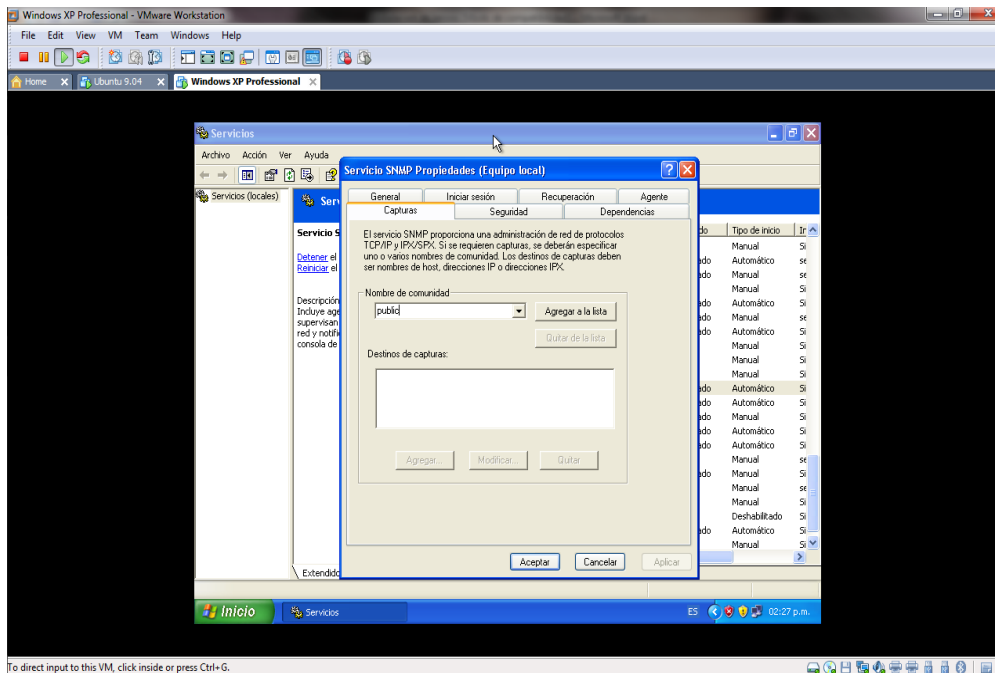 Windows XP Professional - VMware Workstation
File Edit View VM Team Windows Help
Home Ubuntu 9.04 Windows XP Professional
Servicios
Archivo Acción Ver Ayuda
Servicios (locales)
Servicio SNMP Propiedades (Equipo local)
General Iniciar sesión Recuperación Agente
Capturas Seguridad Dependencias
El servicio SNMP proporciona una administración de red de protocolos
TCP/IP y IPX/SPX. Si se requieren capturas, se deberán especificar
uno o varios nombres de comunidad. Los destinos de capturas deben
ser nombres de host, direcciones IP o direcciones IPX.
Nombre de comunidad
public
Agregar a la lista
Quitar de la lista
Destinos de capturas:
Agregar... Modificar... Quitar
Aceptar Cancelar Aplicar
Detener el
Reiniciar el
Descripción
Incluye age
supervisan
red y notifi
consola de
Tipo de inicio
Manual
Automático
Manual
Manual
Automático
Manual
Automático
Manual
Manual
Manual
Automático
Automático
Manual
Automático
Automático
Manual
Manual
Manual
Manual
Deshabilitado
Automático
Manual
Extendido
Inicio Servicios ES 02:27 p.m.
To direct input to this VM, click inside or press Ctrl+G.